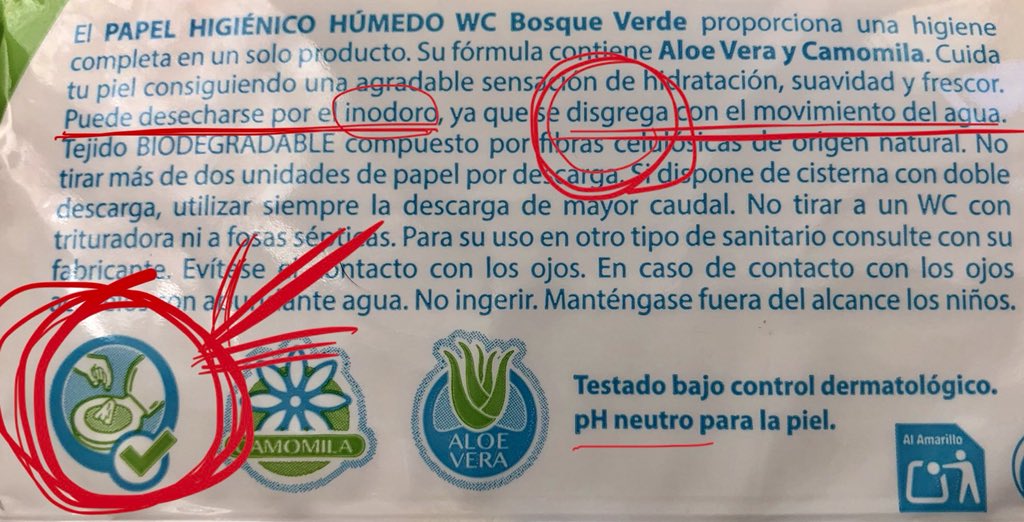 El PAPEL HIGIÉNICO HÚMEDO WC Bosque Verde proporciona una higiene
completa en un solo producto. Su fórmula contiene Aloe Vera y Camomila. Cuida
tu piel consiguiendo una agradable sensación de hidratación, suavidad y frescor.
Puede desecharse por el inodoro, ya que se disgrega con el movimiento del agua.
Tejido BIODEGRADABLE compuesto por fibras celulósicas de origen natural. No
tirar más de dos unidades de papel por descarga. Si dispone de cisterna con doble
descarga, utilizar siempre la descarga de mayor caudal. No tirar a un WC con
trituradora ni a fosas sépticas. Para su uso en otro tipo de sanitario consulte con su
fabricante. Evítese el contacto con los ojos. En caso de contacto con los ojos
con agua. No ingerir. Manténgase fuera del alcance los niños.
CAMOMILA
ALOE
VERA
Testado bajo control dermatológico.
pH neutro para la piel.
Al Amarillo